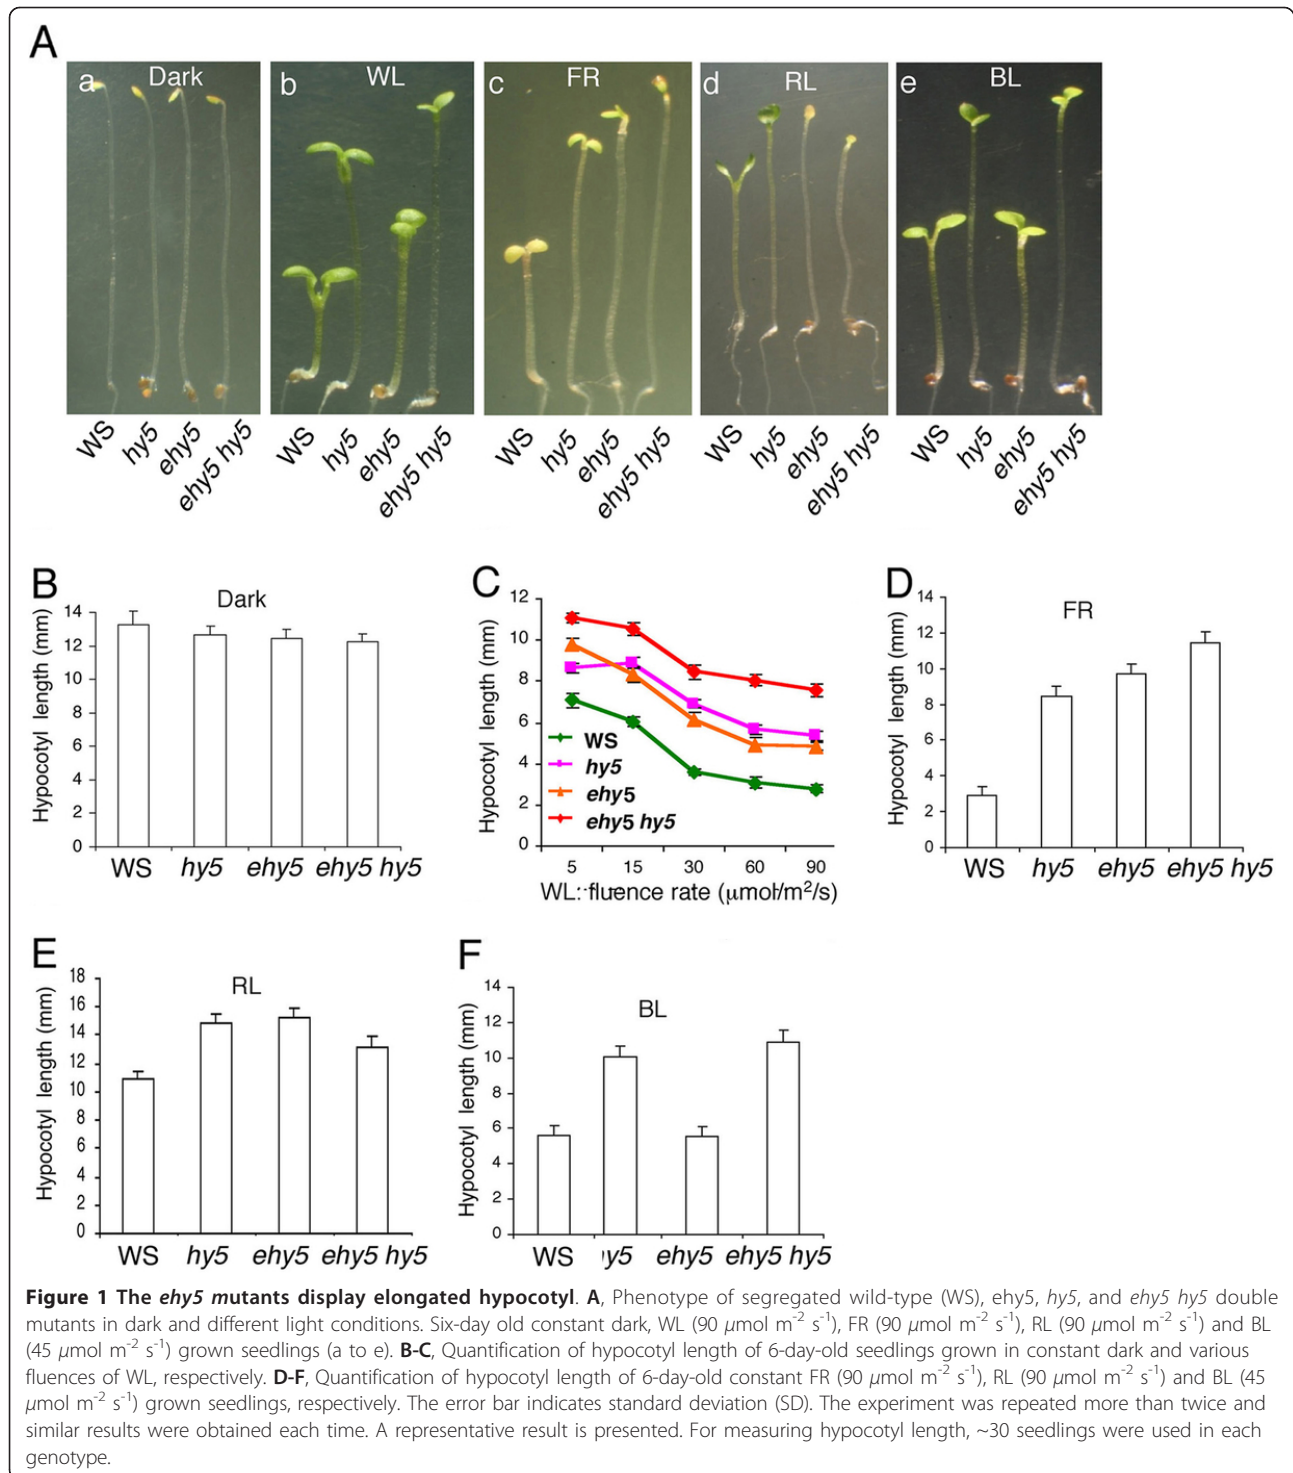 A
a Dark
b WL
c FR
d RL
e BL
WS hy5 ehy5 ehy5 hy5
WS hy5 ehy5 ehy5 hy5
WS hy5 ehy5 ehy5 hy5
WS hy5 ehy5 ehy5 hy5
WS hy5 ehy5 ehy5 hy5
B
Dark
Hypocotyl length (mm)
14
12
10
8
6
4
2
0
WS hy5 ehy5 ehy5 hy5
C
Hypocotyl length (mm)
12
10
8
6
4
2
0
WS
hy5
ehy5
ehy5 hy5
5 15 30 60 90
WL::fluence rate (µmol/m²/s)
D
FR
Hypocotyl length (mm)
14
12
10
8
6
4
2
0
WS hy5 ehy5 ehy5 hy5
E
RL
Hypocotyl length (mm)
18
16
14
12
10
8
6
4
2
0
WS hy5 ehy5 ehy5 hy5
F
BL
Hypocotyl length (mm)
14
12
10
8
6
4
2
0
WS y5 ehy5 ehy5 hy5
Figure 1 The ehy5 mutants display elongated hypocotyl. A, Phenotype of segregated wild-type (WS), ehy5, hy5, and ehy5 hy5 double
mutants in dark and different light conditions. Six-day old constant dark, WL (90 µmol m⁻² s⁻¹), FR (90 µmol m⁻² s⁻¹), RL (90 µmol m⁻² s⁻¹) and BL
(45 µmol m⁻² s⁻¹) grown seedlings (a to e). B-C, Quantification of hypocotyl length of 6-day-old seedlings grown in constant dark and various
fluences of WL, respectively. D-F, Quantification of hypocotyl length of 6-day-old constant FR (90 µmol m⁻² s⁻¹), RL (90 µmol m⁻² s⁻¹) and BL (45
µmol m⁻² s⁻¹) grown seedlings, respectively. The error bar indicates standard deviation (SD). The experiment was repeated more than twice and
similar results were obtained each time. A representative result is presented. For measuring hypocotyl length, ~30 seedlings were used in each
genotype.